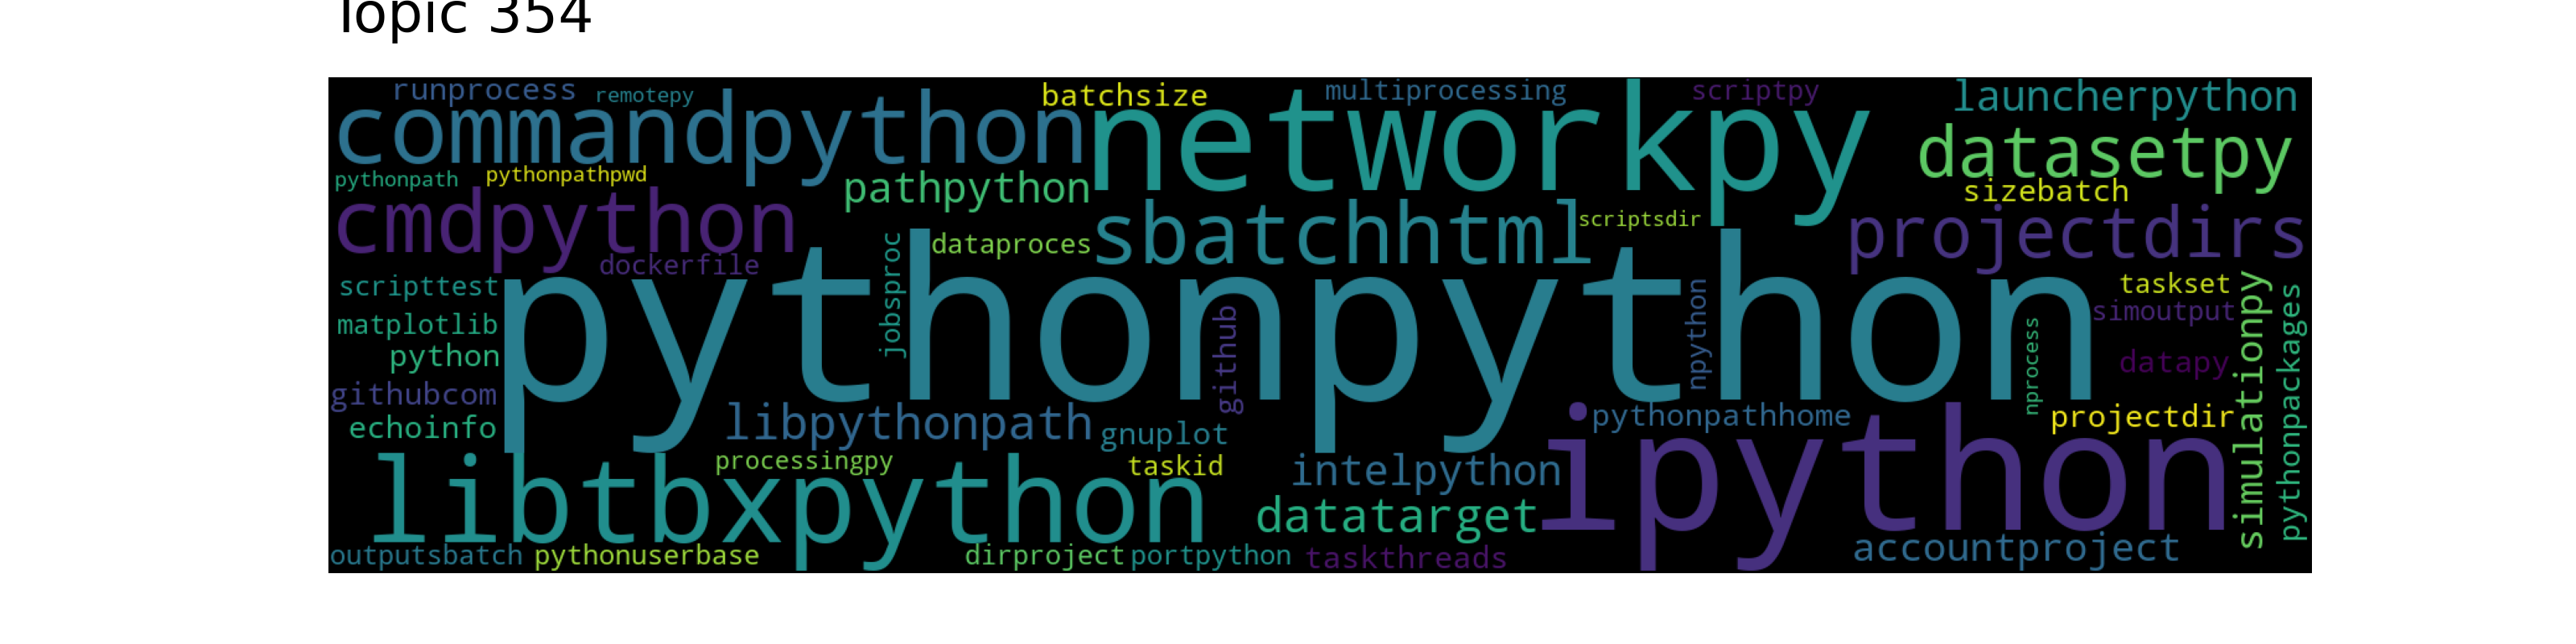 Topic 354
runprocess remotepy batchsize multiprocessing scriptpy launcherpython
commandpython networkpy datasetpy
pythonpath pythonpathpwd pathpython sizebatch
cmdpython sbatchhtml scriptsdir projectdirs
dockerfile jobsproc dataproces
scripttest pythonpython npython taskset
matplotlib github nprocess simoutput
python datapy simulationpy pythonpackages
githubcom libpythonpath pythonpathhome projectdir
echoinfo gnuplot
libtbxpython processingpy taskid intelpython ipython
datatarget
outputsbatch pythonuserbase dirproject portpython taskthreads accountproject